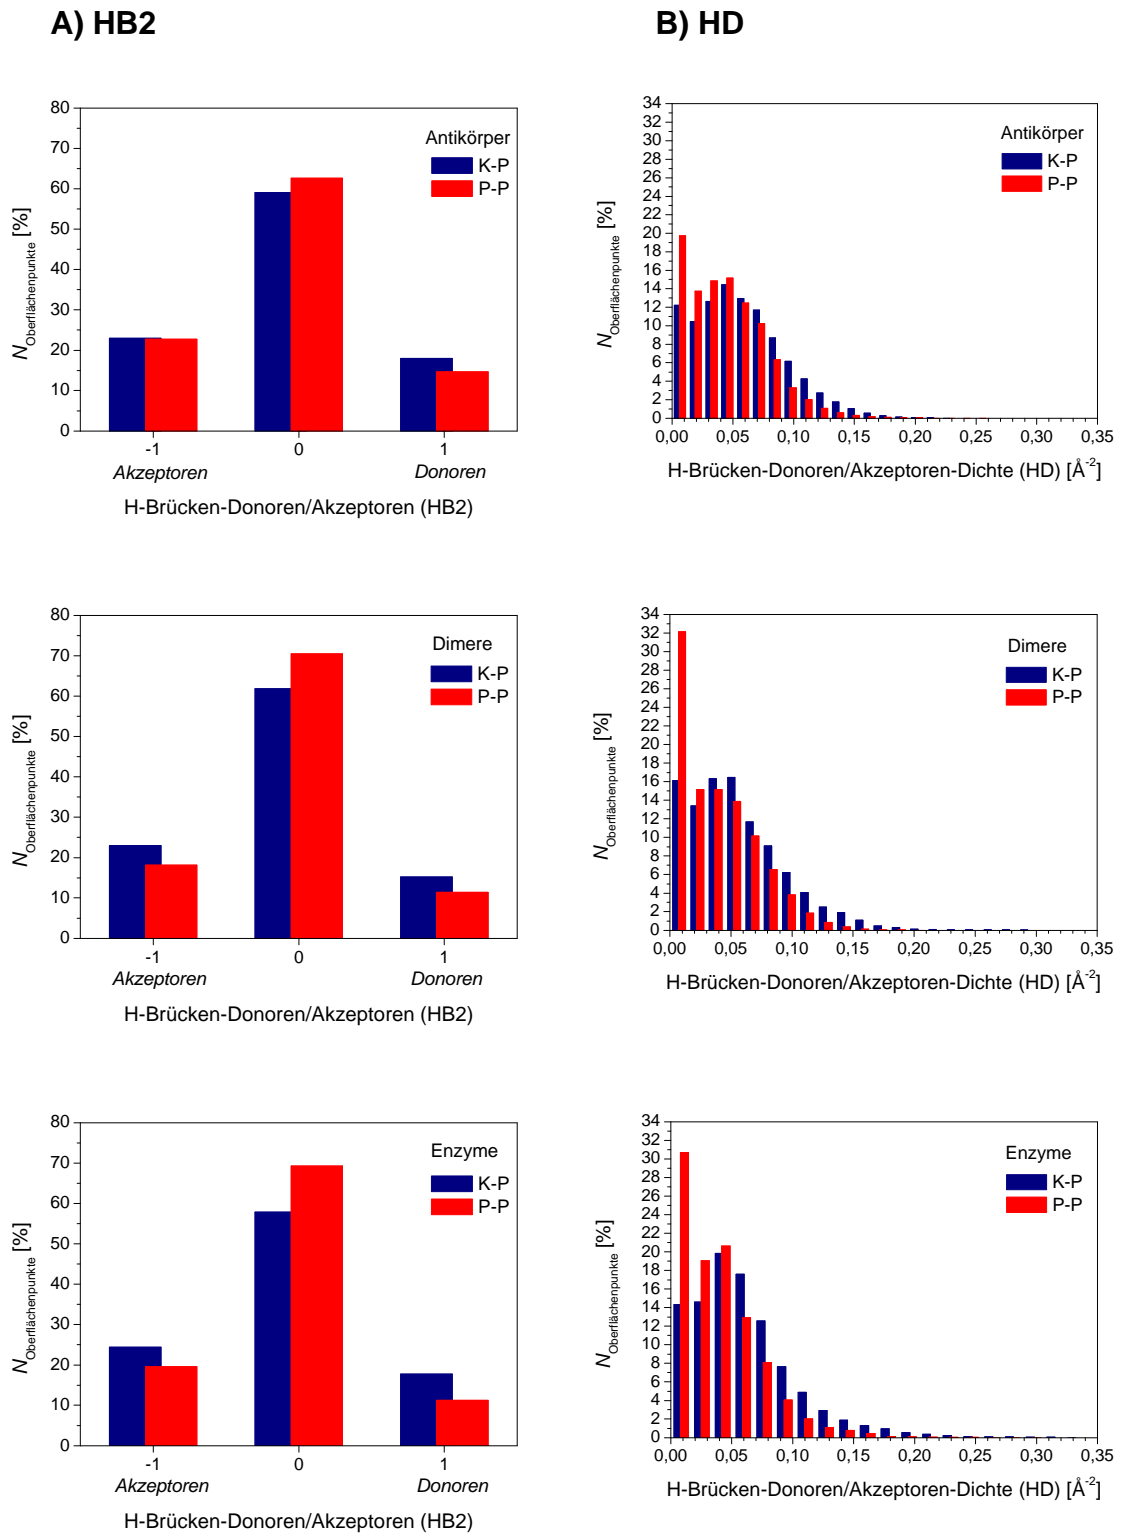 A) HB2
B) HD
80
70
60
50
40
30
20
10
0
N Oberflächenpunkte [%]
Antikörper
K-P
P-P
-1
0
1
Akzeptoren
Donoren
H-Brücken-Donoren/Akzeptoren (HB2)
34
32
30
28
26
24
22
20
18
16
14
12
10
8
6
4
2
0
N Oberflächenpunkte [%]
Antikörper
K-P
P-P
0,00 0,05 0,10 0,15 0,20 0,25 0,30 0,35
H-Brücken-Donoren/Akzeptoren-Dichte (HD) [Å-2]
80
70
60
50
40
30
20
10
0
N Oberflächenpunkte [%]
Dimere
K-P
P-P
-1
0
1
Akzeptoren
Donoren
H-Brücken-Donoren/Akzeptoren (HB2)
34
32
30
28
26
24
22
20
18
16
14
12
10
8
6
4
2
0
N Oberflächenpunkte [%]
Dimere
K-P
P-P
0,00 0,05 0,10 0,15 0,20 0,25 0,30 0,35
H-Brücken-Donoren/Akzeptoren-Dichte (HD) [Å-2]
80
70
60
50
40
30
20
10
0
N Oberflächenpunkte [%]
Enzyme
K-P
P-P
-1
0
1
Akzeptoren
Donoren
H-Brücken-Donoren/Akzeptoren (HB2)
34
32
30
28
26
24
22
20
18
16
14
12
10
8
6
4
2
0
N Oberflächenpunkte [%]
Enzyme
K-P
P-P
0,00 0,05 0,10 0,15 0,20 0,25 0,30 0,35
H-Brücken-Donoren/Akzeptoren-Dichte (HD) [Å-2]